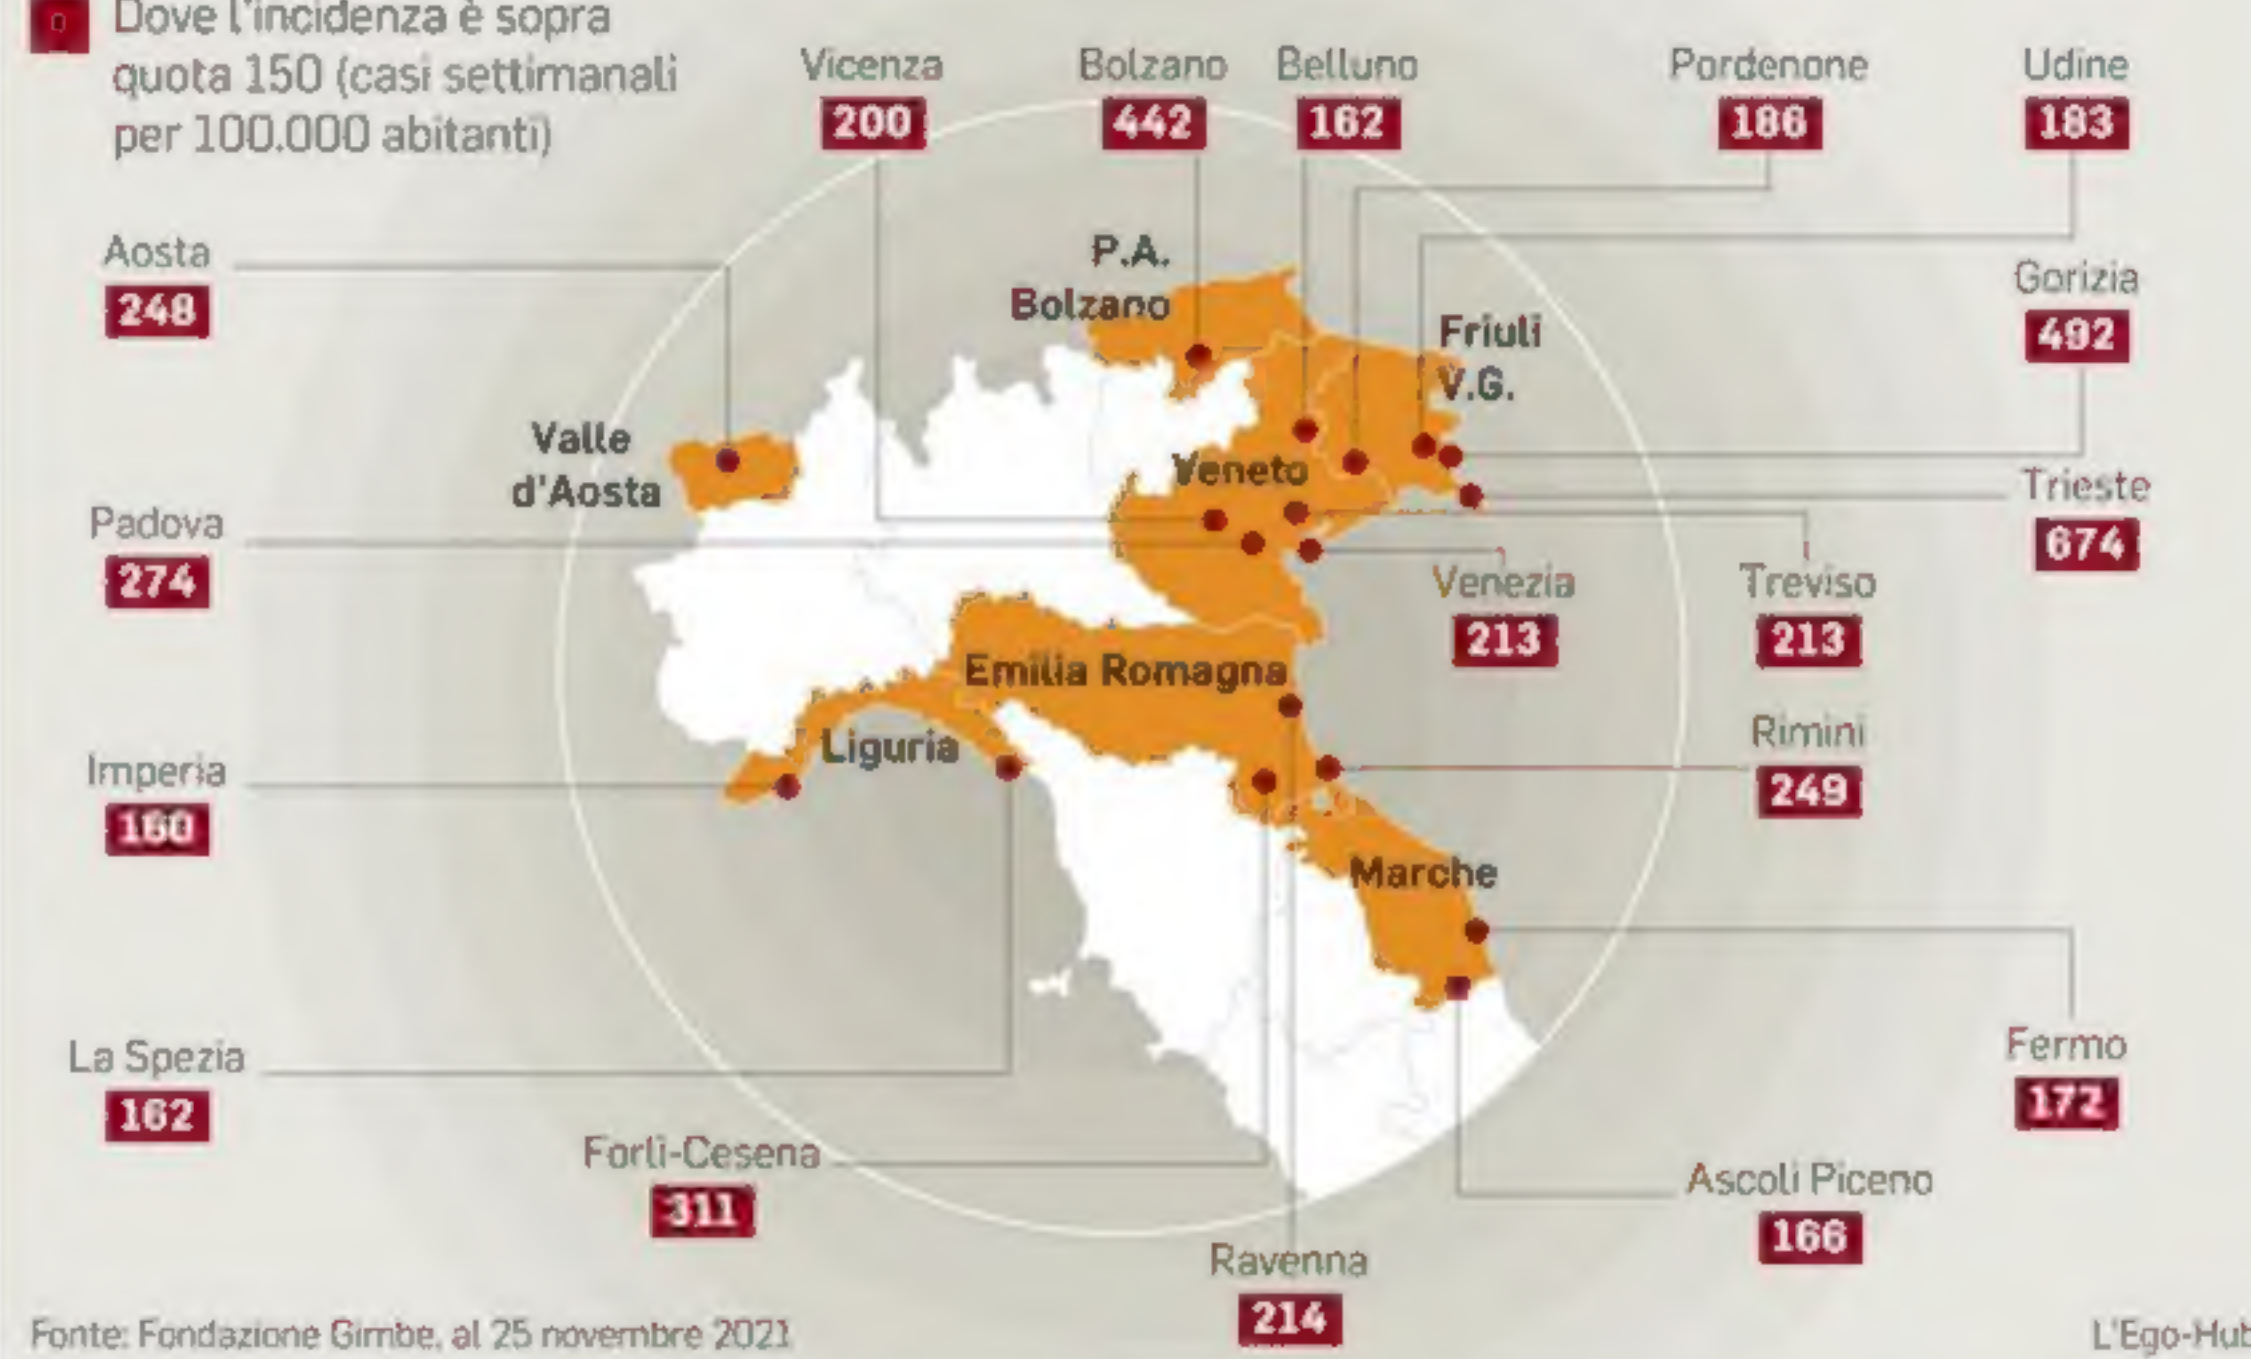 Dove l'incidenza è sopra
quota 150 (casi settimanali
per 100.000 abitanti)
Vicenza
200
Bolzano
442
Belluno
162
Pordenone
186
Udine
183
Aosta
248
P.A.
Bolzano
Friuli
V.G.
Gorizia
492
Valle
d'Aosta
Veneto
Padova
274
Trieste
674
Venezia
213
Treviso
213
Emilia Romagna
Liguria
Rimini
249
Imperia
Marche
La Spezia
162
Fermo
172
Forlì-Cesena
311
Ascoli Piceno
166
Ravenna
214
Fonte: Fondazione Gimbe, al 25 novembre 2021
L'Ego-Hub